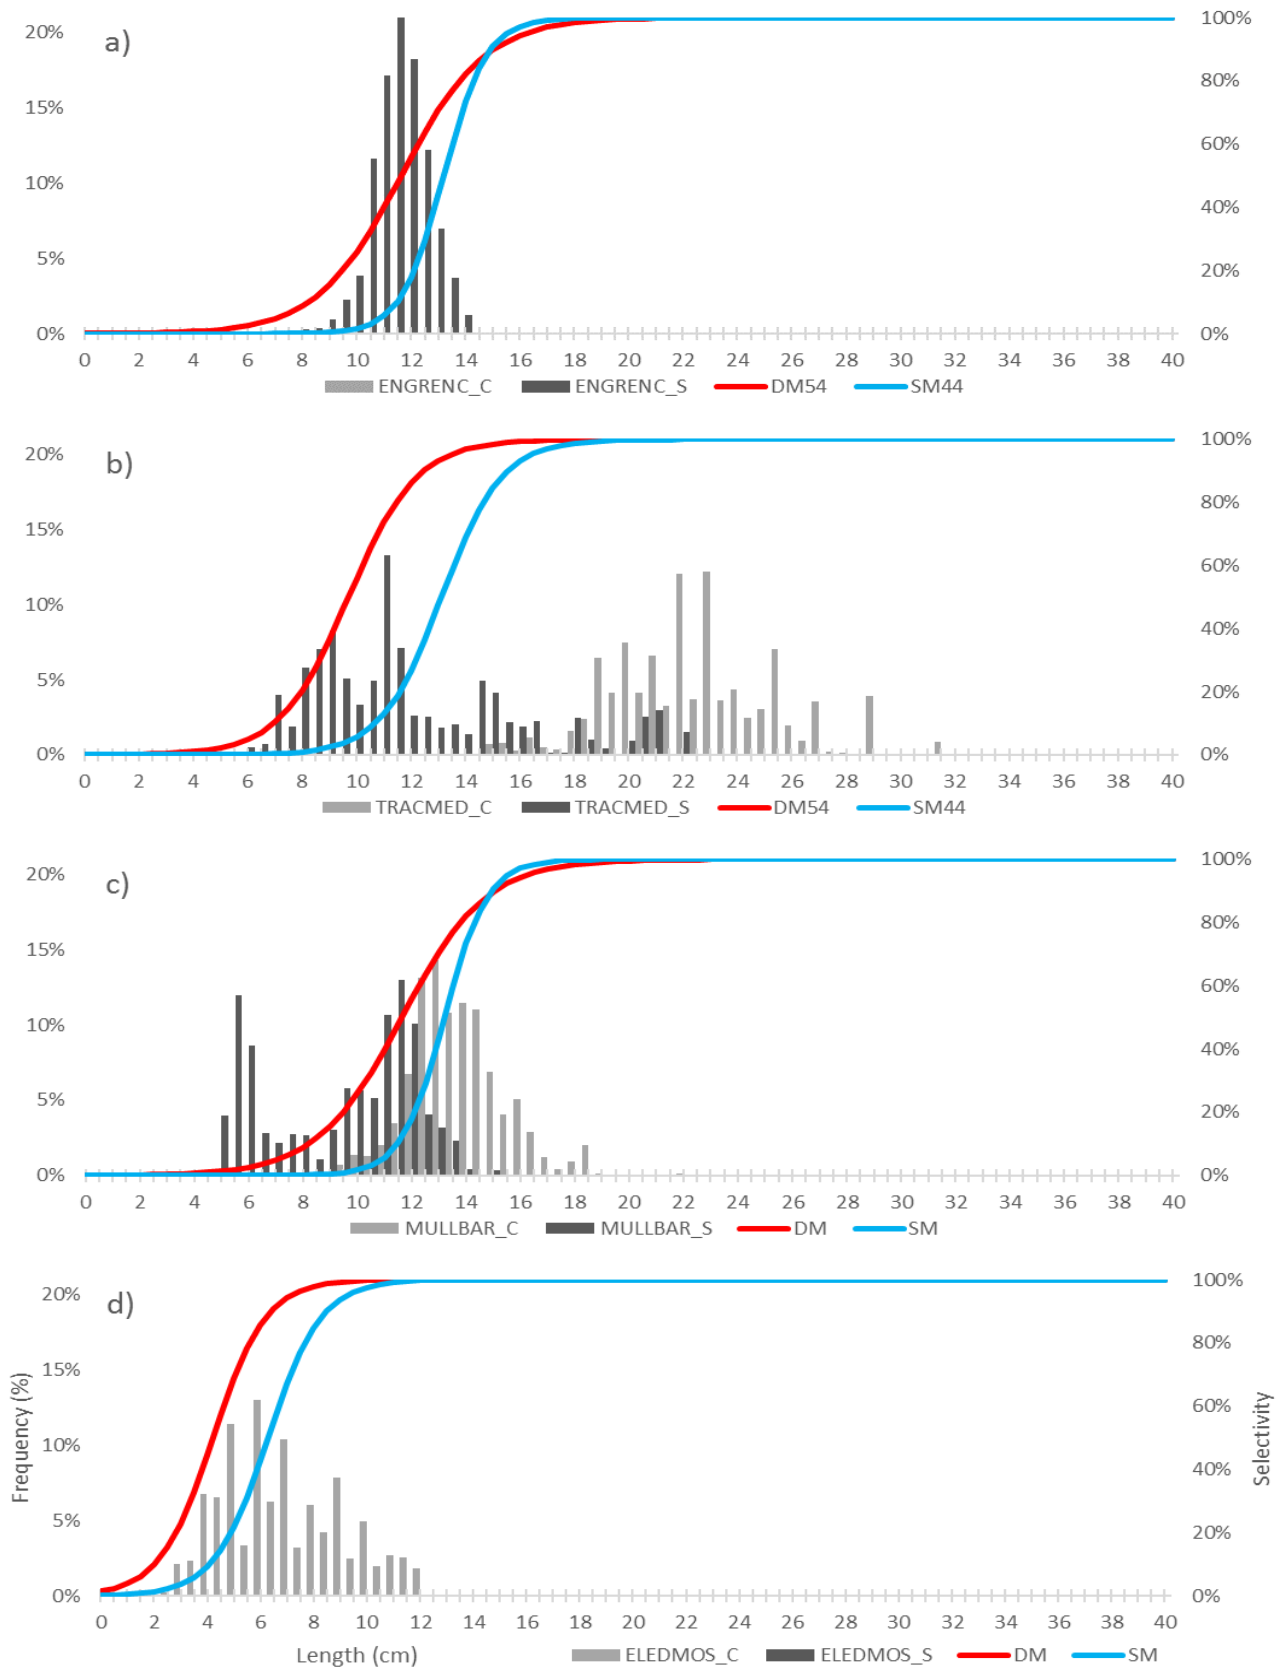 a)
20% 100%
80%
15%
60%
10%
40%
5%
20%
0% 0%
0 2 4 6 8 10 12 14 16 18 20 22 24 26 28 30 32 34 36 38 40
ENGRENC_C ENGRENC_S DM54 SM44
b)
20% 100%
80%
15%
60%
10%
40%
5%
20%
0% 0%
0 2 4 6 8 10 12 14 16 18 20 22 24 26 28 30 32 34 36 38 40
TRACMED_C TRACMED_S DM54 SM44
c)
20% 100%
80%
15%
60%
10%
40%
5%
20%
0% 0%
0 2 4 6 8 10 12 14 16 18 20 22 24 26 28 30 32 34 36 38 40
MULLBAR_C MULLBAR_S DM SM
d)
20% 100%
80%
15%
60%
10%
40%
5%
20%
0% 0%
Frequency (%)
Selectivity
0 2 4 6 8 10 12 14 16 18 20 22 24 26 28 30 32 34 36 38 40
Length (cm) ELEDMOS_C ELEDMOS_S DM SM